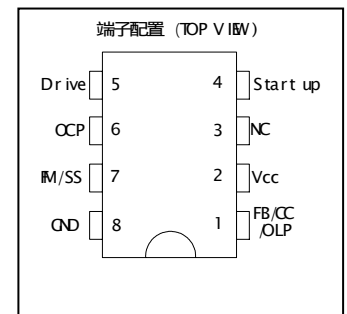 端子配置 (TOP VIEW)
Drive 5 4 Start up
OCP 6 3 NC
FM/SS 7 2 Vcc
GND 8 1 FB/CC
/OLP